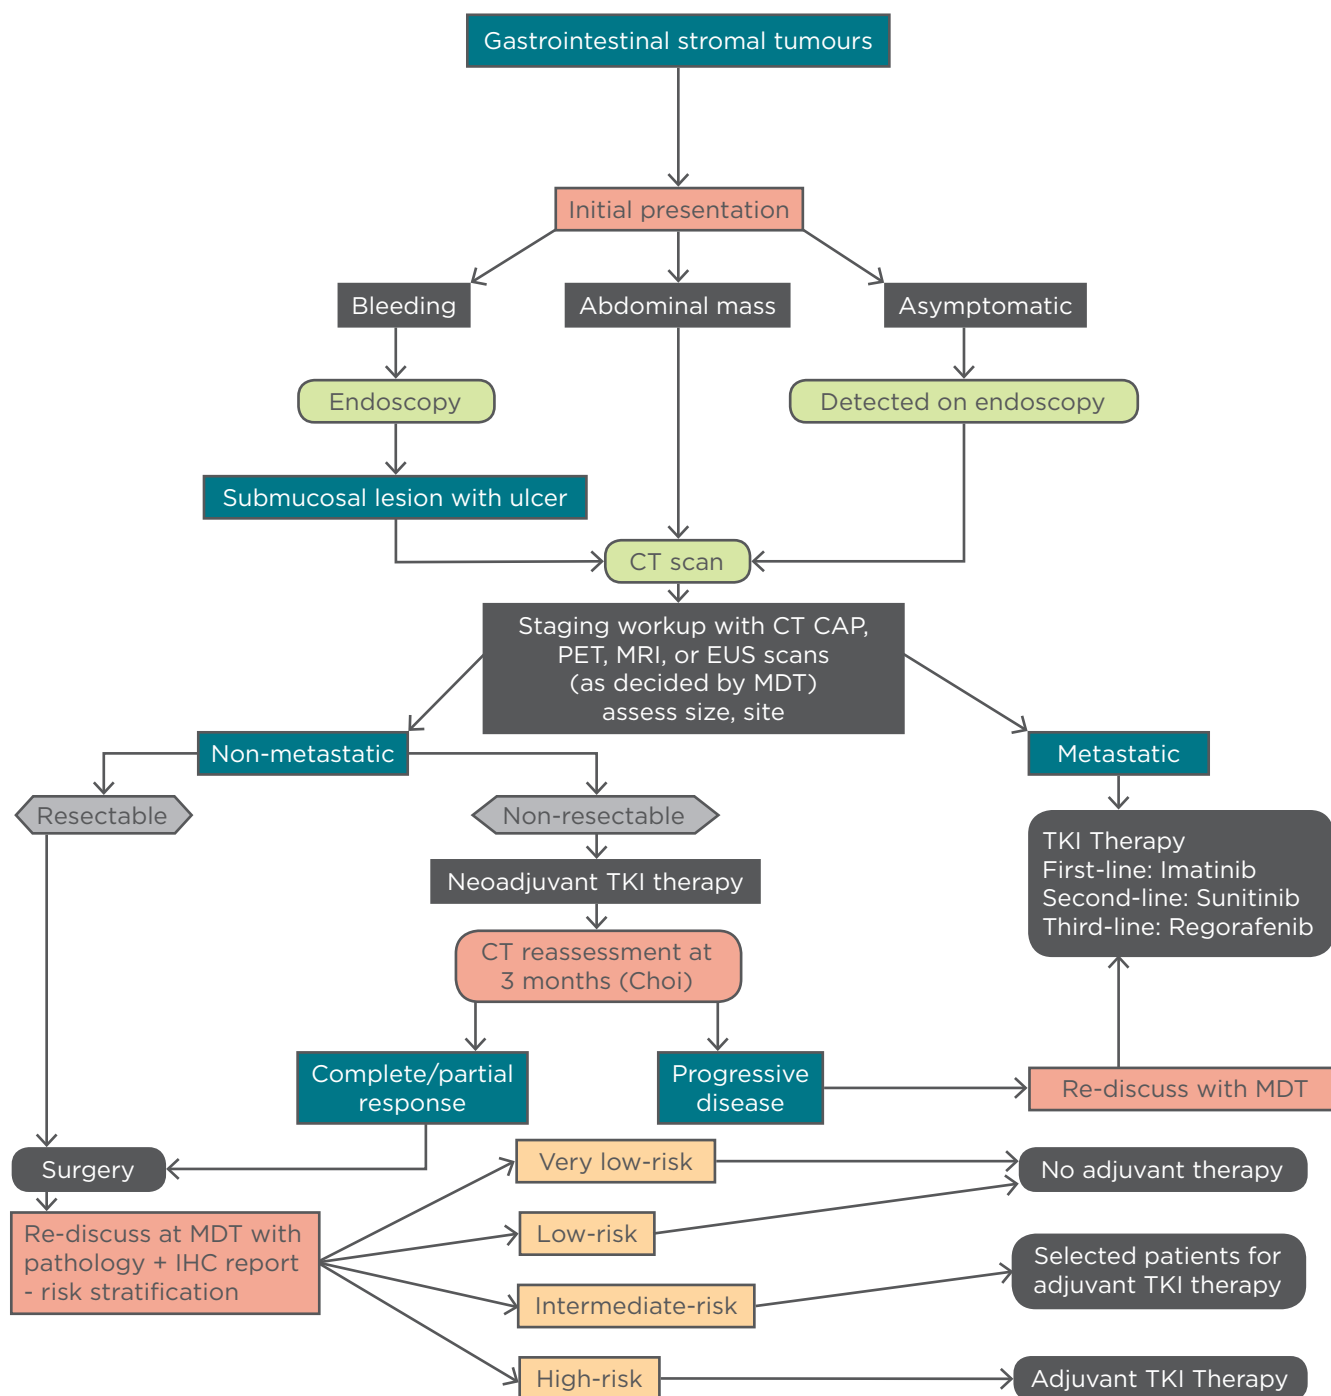 Gastrointestinal stromal tumours
Initial presentation
Bleeding
Abdominal mass
Asymptomatic
Endoscopy
Detected on endoscopy
Submucosal lesion with ulcer
CT scan
Staging workup with CT CAP,
PET, MRI, or EUS scans
(as decided by MDT)
assess size, site
Non-metastatic
Metastatic
Resectable
Non-resectable
TKI Therapy
First-line: Imatinib
Second-line: Sunitinib
Third-line: Regorafenib
Neoadjuvant TKI therapy
CT reassessment at
3 months (Choi)
Complete/partial
response
Progressive
disease
Re-discuss with MDT
Surgery
Very low-risk
No adjuvant therapy
Re-discuss at MDT with
pathology + IHC report
- risk stratification
Low-risk
Selected patients for
adjuvant TKI therapy
Intermediate-risk
High-risk
Adjuvant TKI Therapy